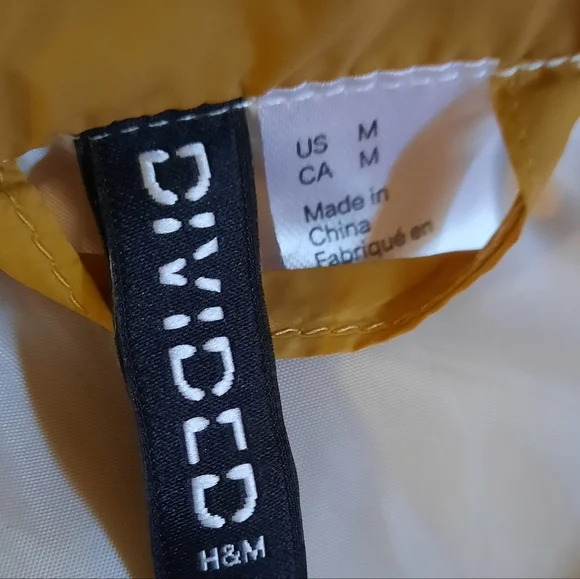 DIVIDED
H&M
US M
CA M
Made in
China
Fabriqué en